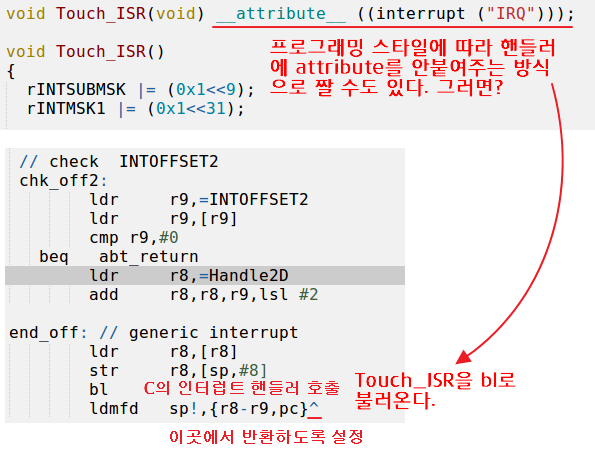 void Touch_ISR(void) __attribute__ ((interrupt ("IRQ")));
void Touch_ISR()
{
rINTSUBMSK |= (0x1<<9);
rINTMSK1 |= (0x1<<31);
프로그래밍 스타일에 따라 핸들러
에 attribute를 안붙여주는 방식
으로 짤 수도 있다. 그러면?
// check  INTOFFSET2
chk_off2:
ldr r9,=INTOFFSET2
ldr r9,[r9]
cmp r9,#0
beq abt_return
ldr r8,=Handle2D
add r8,r8,r9,lsl #2
end_off: // generic interrupt
ldr r8,[r8]
str r8,[sp,#8]
bl C의 인터럽트 핸들러 호출
ldmfd sp!,{r8-r9,pc}^
이곳에서 반환하도록 설정
Touch_ISR을 bl로
불러온다.